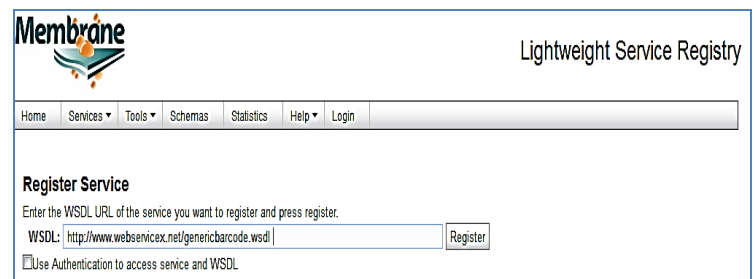 Membrane
Lightweight Service Registry
Home Services Tools Schemas Statistics Help Login
Register Service
Enter the WSDL URL of the service you want to register and press register.
WSDL: http://www.webservicex.net/genericbarcode.wsdl Register
Use Authentication to access service and WSDL